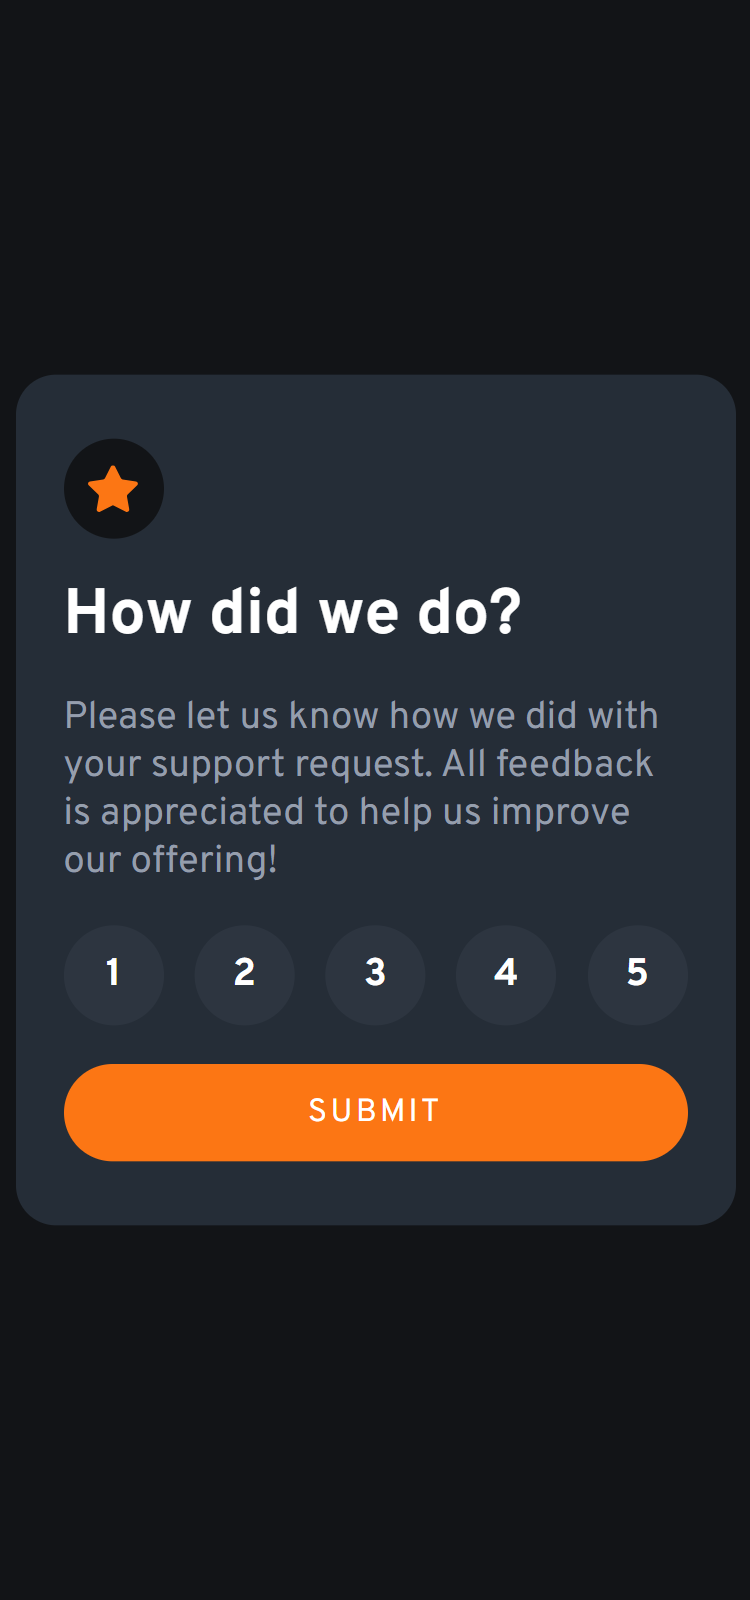 How did we do?
Please let us know how we did with
your support request. All feedback
is appreciated to help us improve
our offering!
1 2 3 4 5
SUBMIT